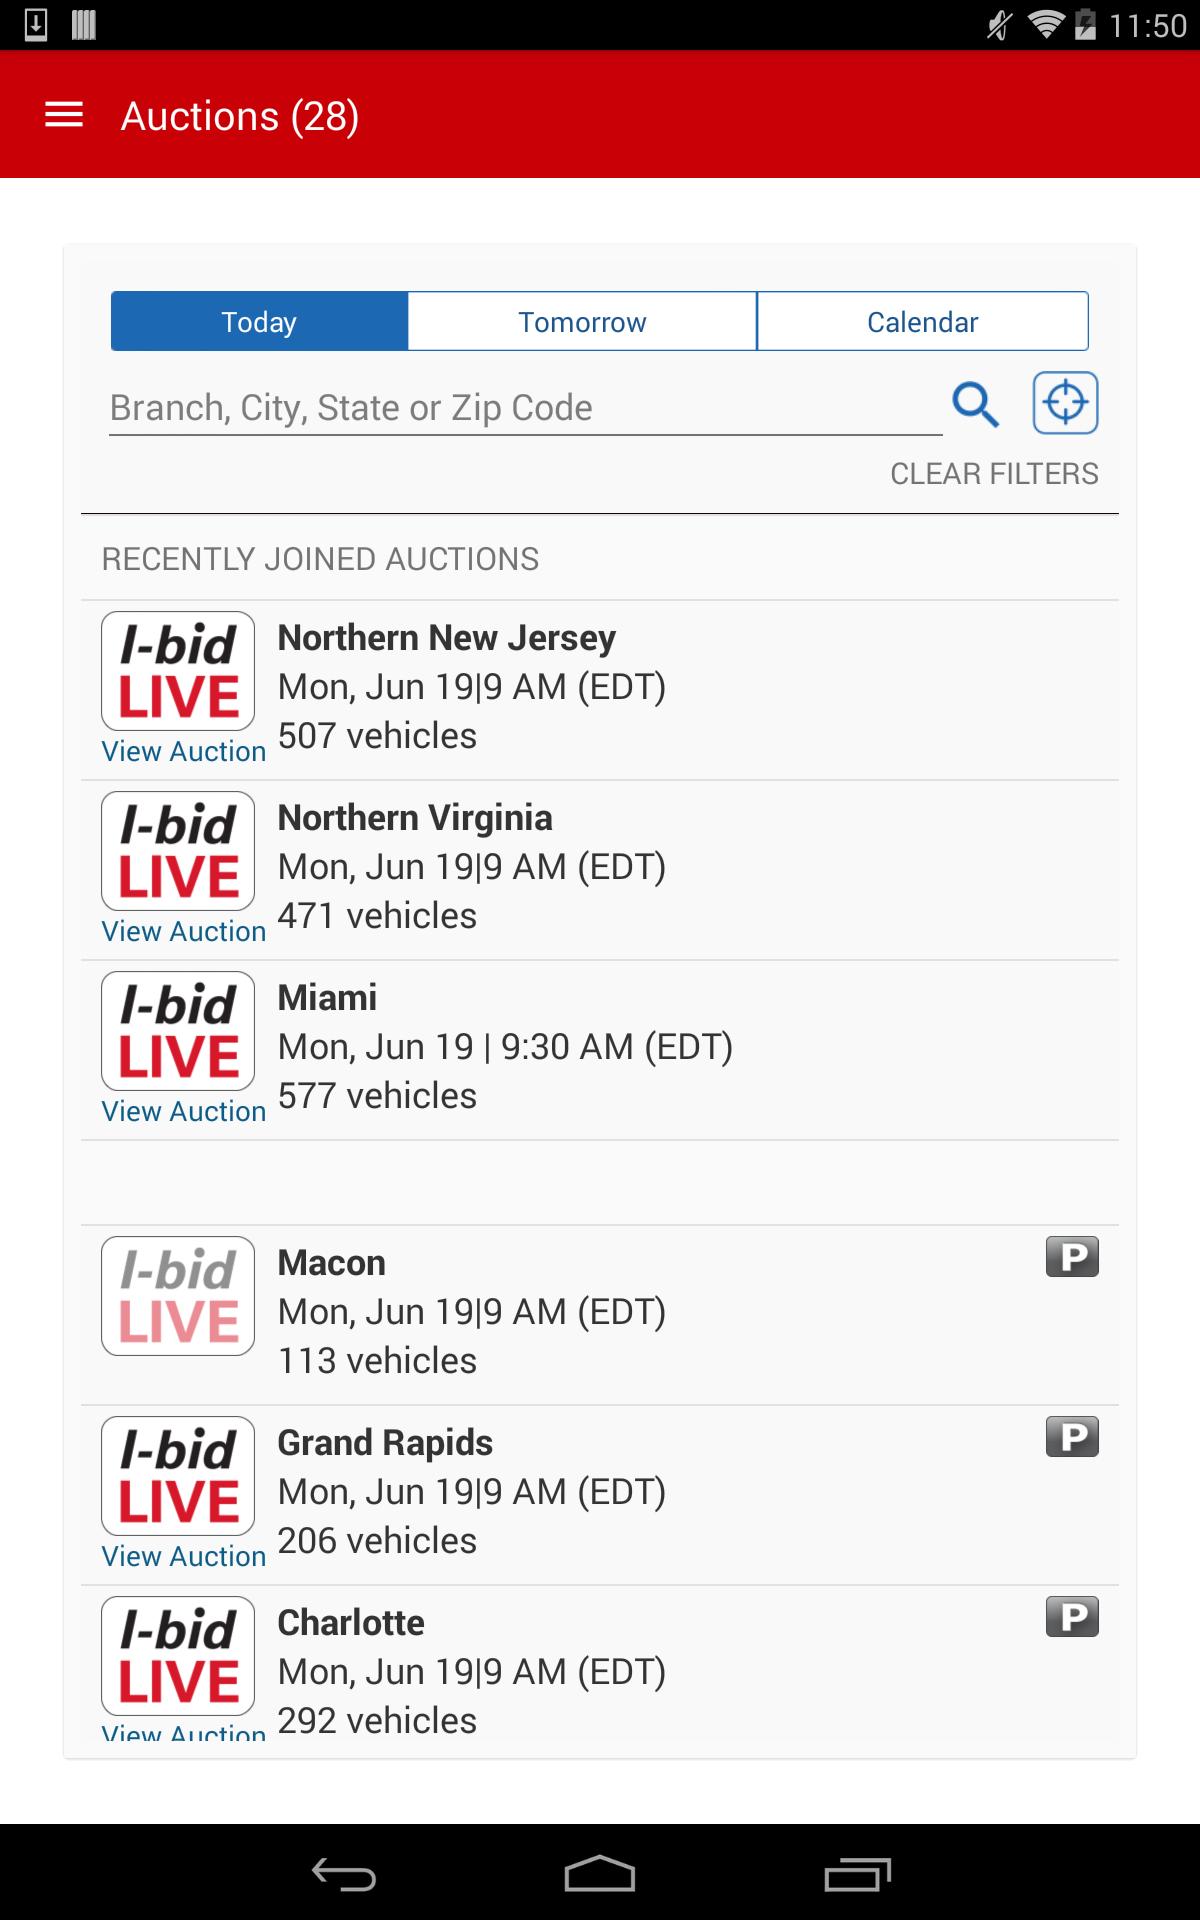 11:50
Auctions (28)
Today
Tomorrow
Calendar
Branch, City, State or Zip Code
CLEAR FILTERS
RECENTLY JOINED AUCTIONS
I-bid
LIVE
View Auction
Northern New Jersey
Mon, Jun 19|9 AM (EDT)
507 vehicles
I-bid
LIVE
View Auction
Northern Virginia
Mon, Jun 19|9 AM (EDT)
471 vehicles
I-bid
LIVE
View Auction
Miami
Mon, Jun 19 | 9:30 AM (EDT)
577 vehicles
I-bid
LIVE
Macon
Mon, Jun 19|9 AM (EDT)
113 vehicles
P
I-bid
LIVE
View Auction
Grand Rapids
Mon, Jun 19|9 AM (EDT)
206 vehicles
P
I-bid
LIVE
View Auction
Charlotte
Mon, Jun 19|9 AM (EDT)
292 vehicles
P